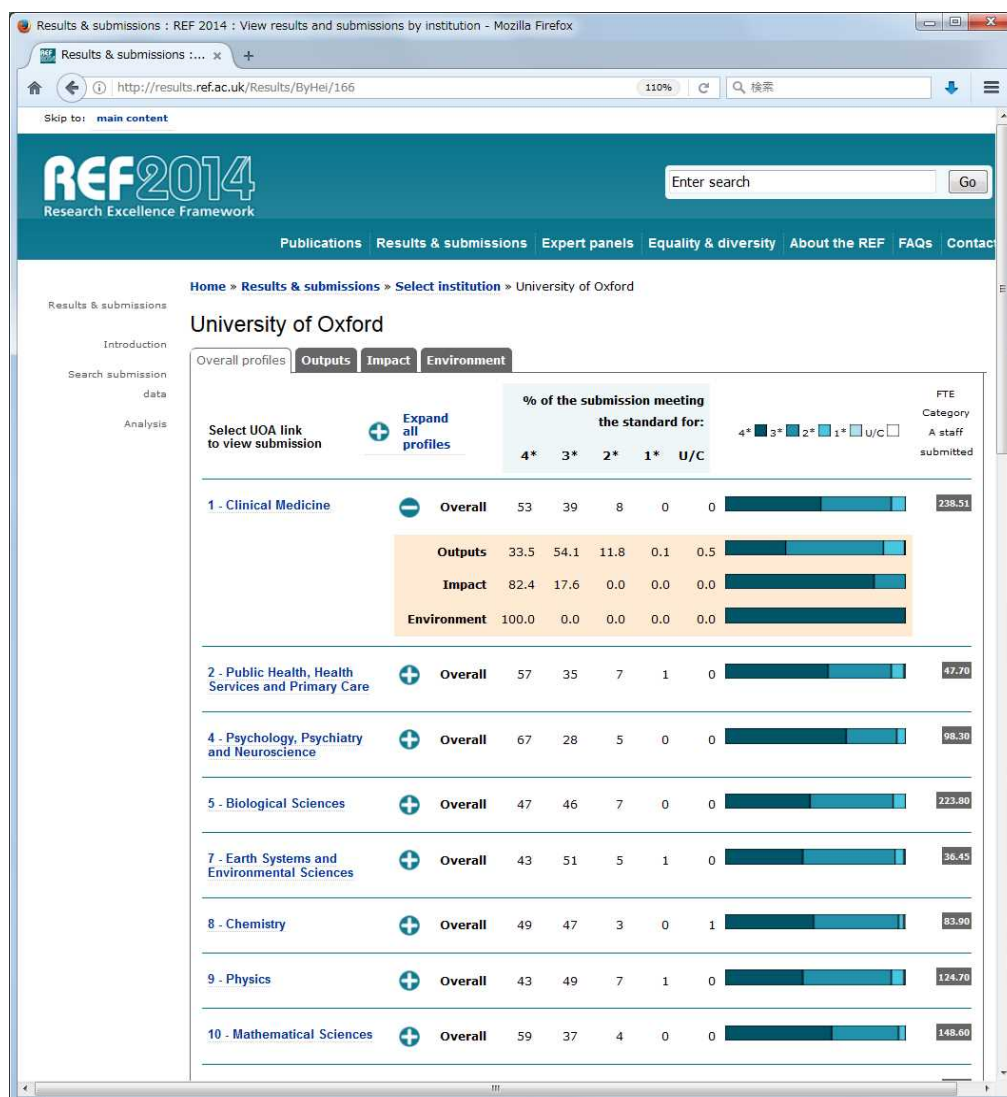 Results & submissions : REF 2014 : View results and submissions by institution - Mozilla Firefox
Results & submissions :... × +
http://results.ref.ac.uk/Results/ByHei/166 110% 検索
Skip to: main content
REF2014
Research Excellence Framework
Enter search Go
Publications Results & submissions Expert panels Equality & diversity About the REF FAQs Contac
Home » Results & submissions » Select institution » University of Oxford
Results & submissions
Introduction
Search submission
data
Analysis
University of Oxford
Overall profiles Outputs Impact Environment
Select UOA link
to view submission
Expand
all
profiles
% of the submission meeting
the standard for:
4* 3* 2* 1* U/C
4* 3* 2* 1* U/C
FTE
Category
A staff
submitted
1 - Clinical Medicine Overall 53 39 8 0 0 238.51
Outputs 33.5 54.1 11.8 0.1 0.5
Impact 82.4 17.6 0.0 0.0 0.0
Environment 100.0 0.0 0.0 0.0 0.0
2 - Public Health, Health
Services and Primary Care Overall 57 35 7 1 0 47.70
4 - Psychology, Psychiatry
and Neuroscience Overall 67 28 5 0 0 98.30
5 - Biological Sciences Overall 47 46 7 0 0 223.80
7 - Earth Systems and
Environmental Sciences Overall 43 51 5 1 0 36.45
8 - Chemistry Overall 49 47 3 0 1 83.90
9 - Physics Overall 43 49 7 1 0 124.70
10 - Mathematical Sciences Overall 59 37 4 0 0 148.60